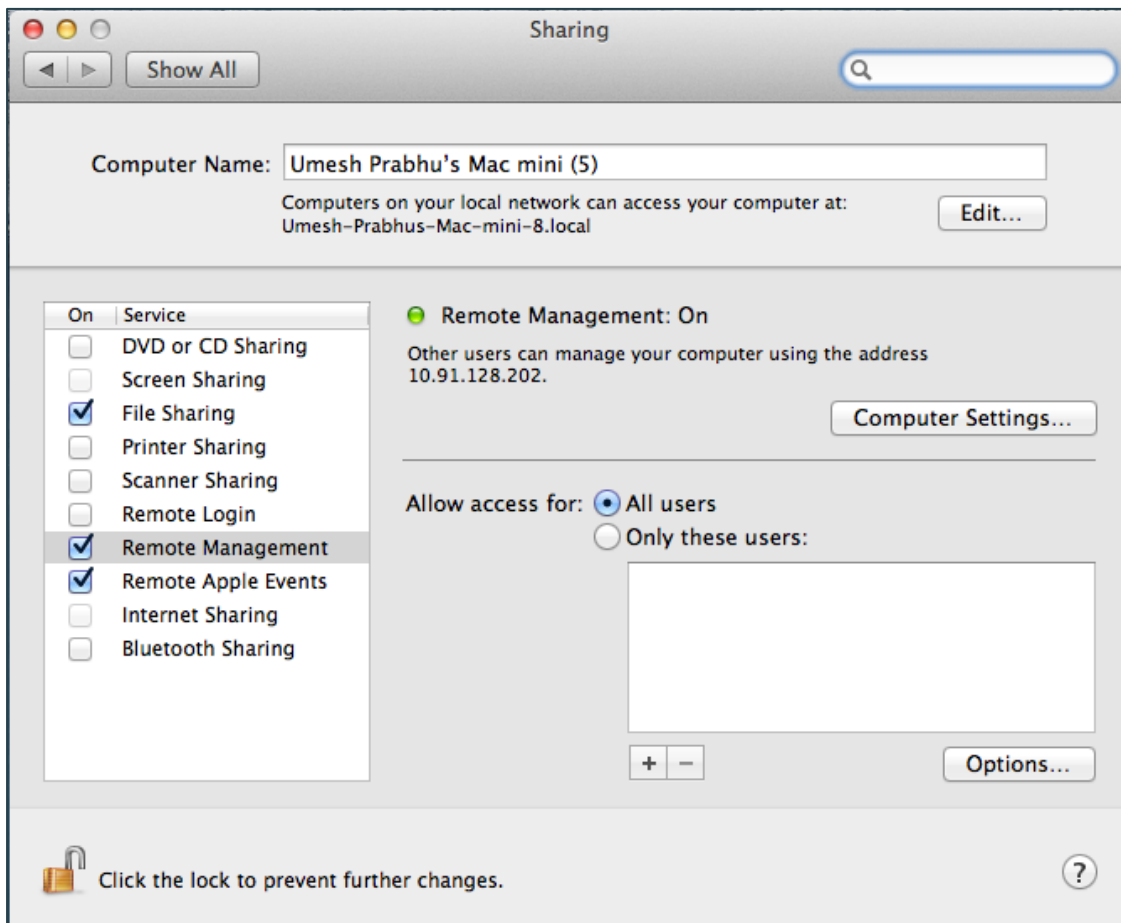 Sharing
Show All
Computer Name: Umesh Prabhu's Mac mini (5)
Computers on your local network can access your computer at:
Umesh-Prabhus-Mac-mini-8.local
Edit...
On Service
DVD or CD Sharing
Screen Sharing
File Sharing
Printer Sharing
Scanner Sharing
Remote Login
Remote Management
Remote Apple Events
Internet Sharing
Bluetooth Sharing
Remote Management: On
Other users can manage your computer using the address
10.91.128.202.
Computer Settings...
Allow access for: All users
Only these users:
+ −
Options...
Click the lock to prevent further changes.
?